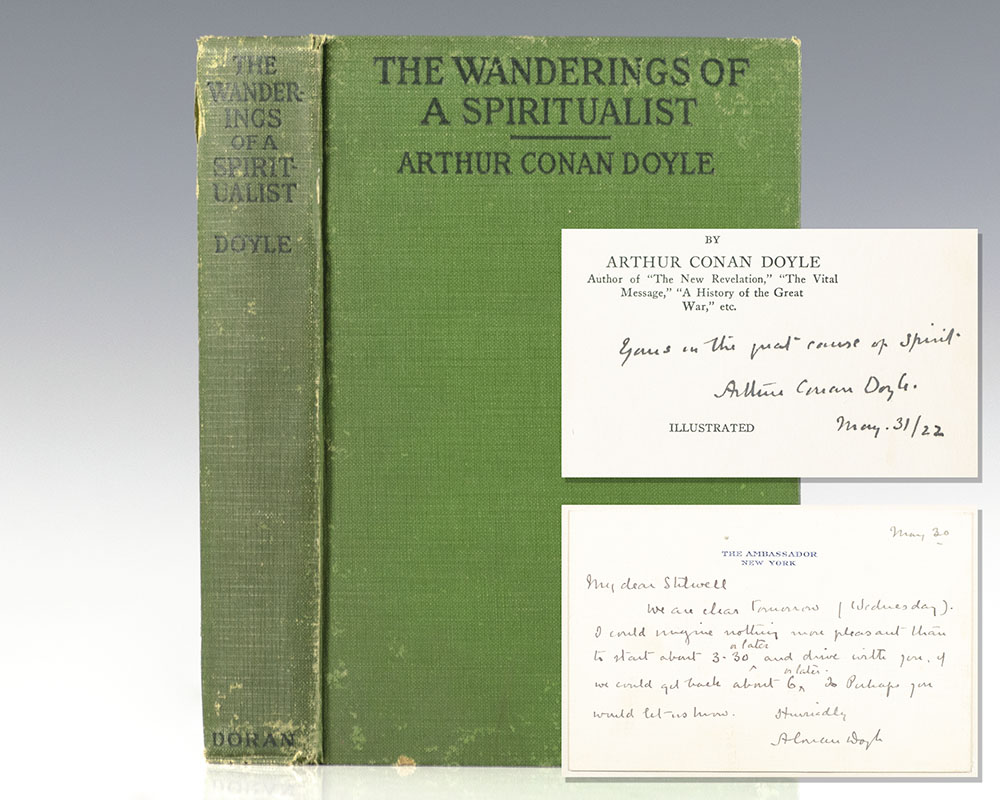 THE
WANDER-
INGS
OF A
SPIRIT-
UALIST
DOYLE
DORAN
THE WANDERINGS OF
A SPIRITUALIST
ARTHUR CONAN DOYLE
BY
ARTHUR CONAN DOYLE
Author of “The New Revelation,” “The Vital
Message,” “A History of the Great
War,” etc.
Yours in the great cause of Spirit.
Arthur Conan Doyle.
ILLUSTRATED
May. 31/22
May 30
THE AMBASSADOR
NEW YORK
My dear Stilwell
We are clear tomorrow (Wednesday).
I could imagine nothing more pleasant than
or later
to start about 3-30 and drive with you, if
or later.
we could get back about 6. Perhaps you
would let us know. Hurriedly
A Conan Doyle